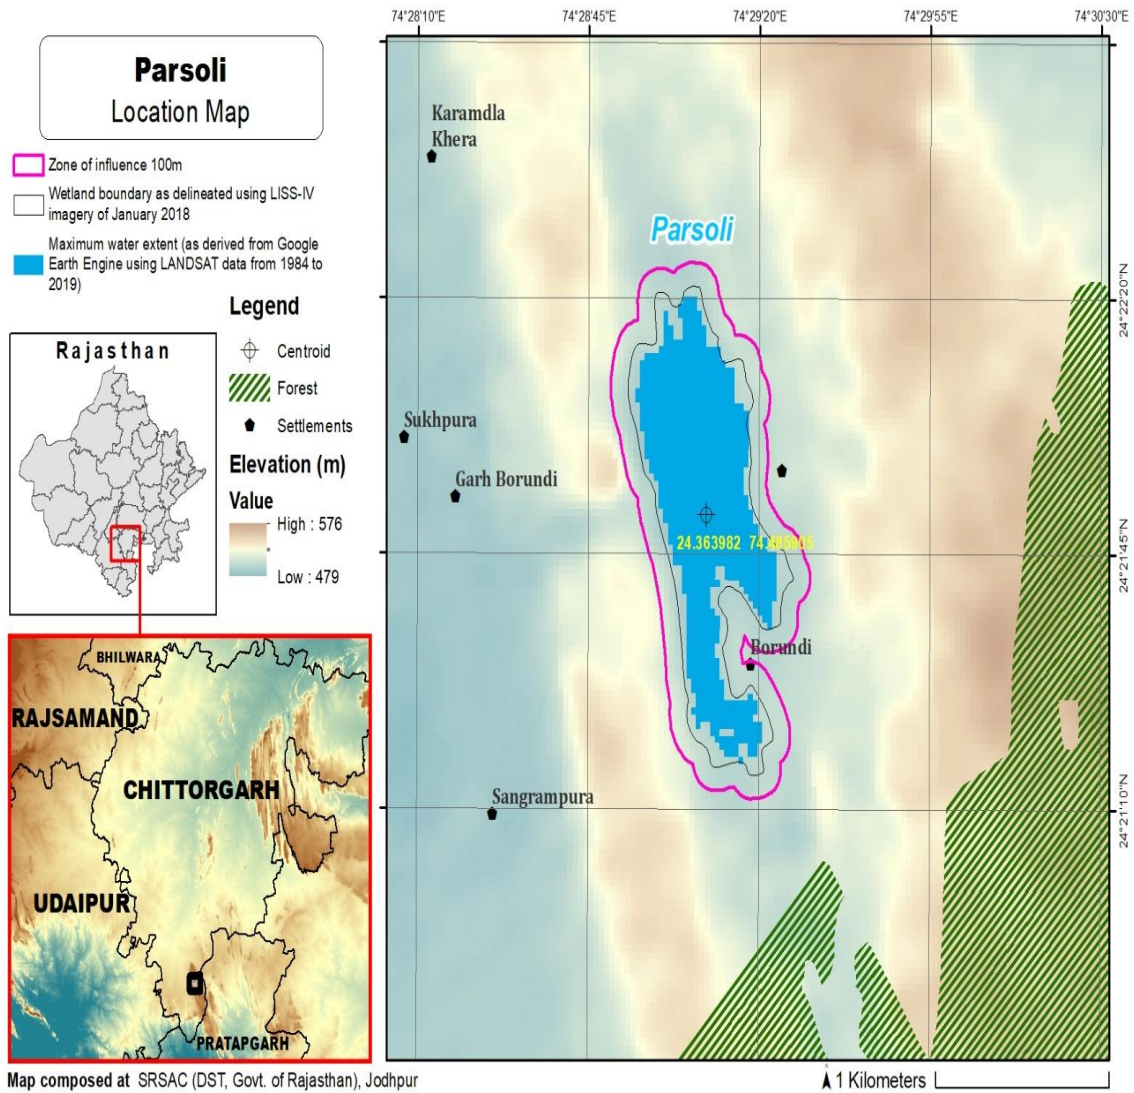 Parsoli
Location Map
Zone of influence 100m
Wetland boundary as delineated using LISS-IV
imagery of January 2018
Maximum water extent (as derived from Google
Earth Engine using LANDSAT data from 1984 to
2019)
Legend
Centroid
Forest
Settlements
Elevation (m)
Value
High : 576
Low : 479
Rajasthan
BHILWARA
RAJSAMAND
CHITTORGARH
UDAIPUR
PRATAPGARH
Map composed at SRSAC (DST, Govt. of Rajasthan), Jodhpur
74°28'10"E
74°28'45"E
74°29'20"E
74°29'55"E
74°30'30"E
Karamdla
Khera
Parsoli
24°22'20"N
Sukhpura
Garh Borundi
24.363982
24°21'45"N
Borundi
Sangrampura
24°21'10"N
1 Kilometers